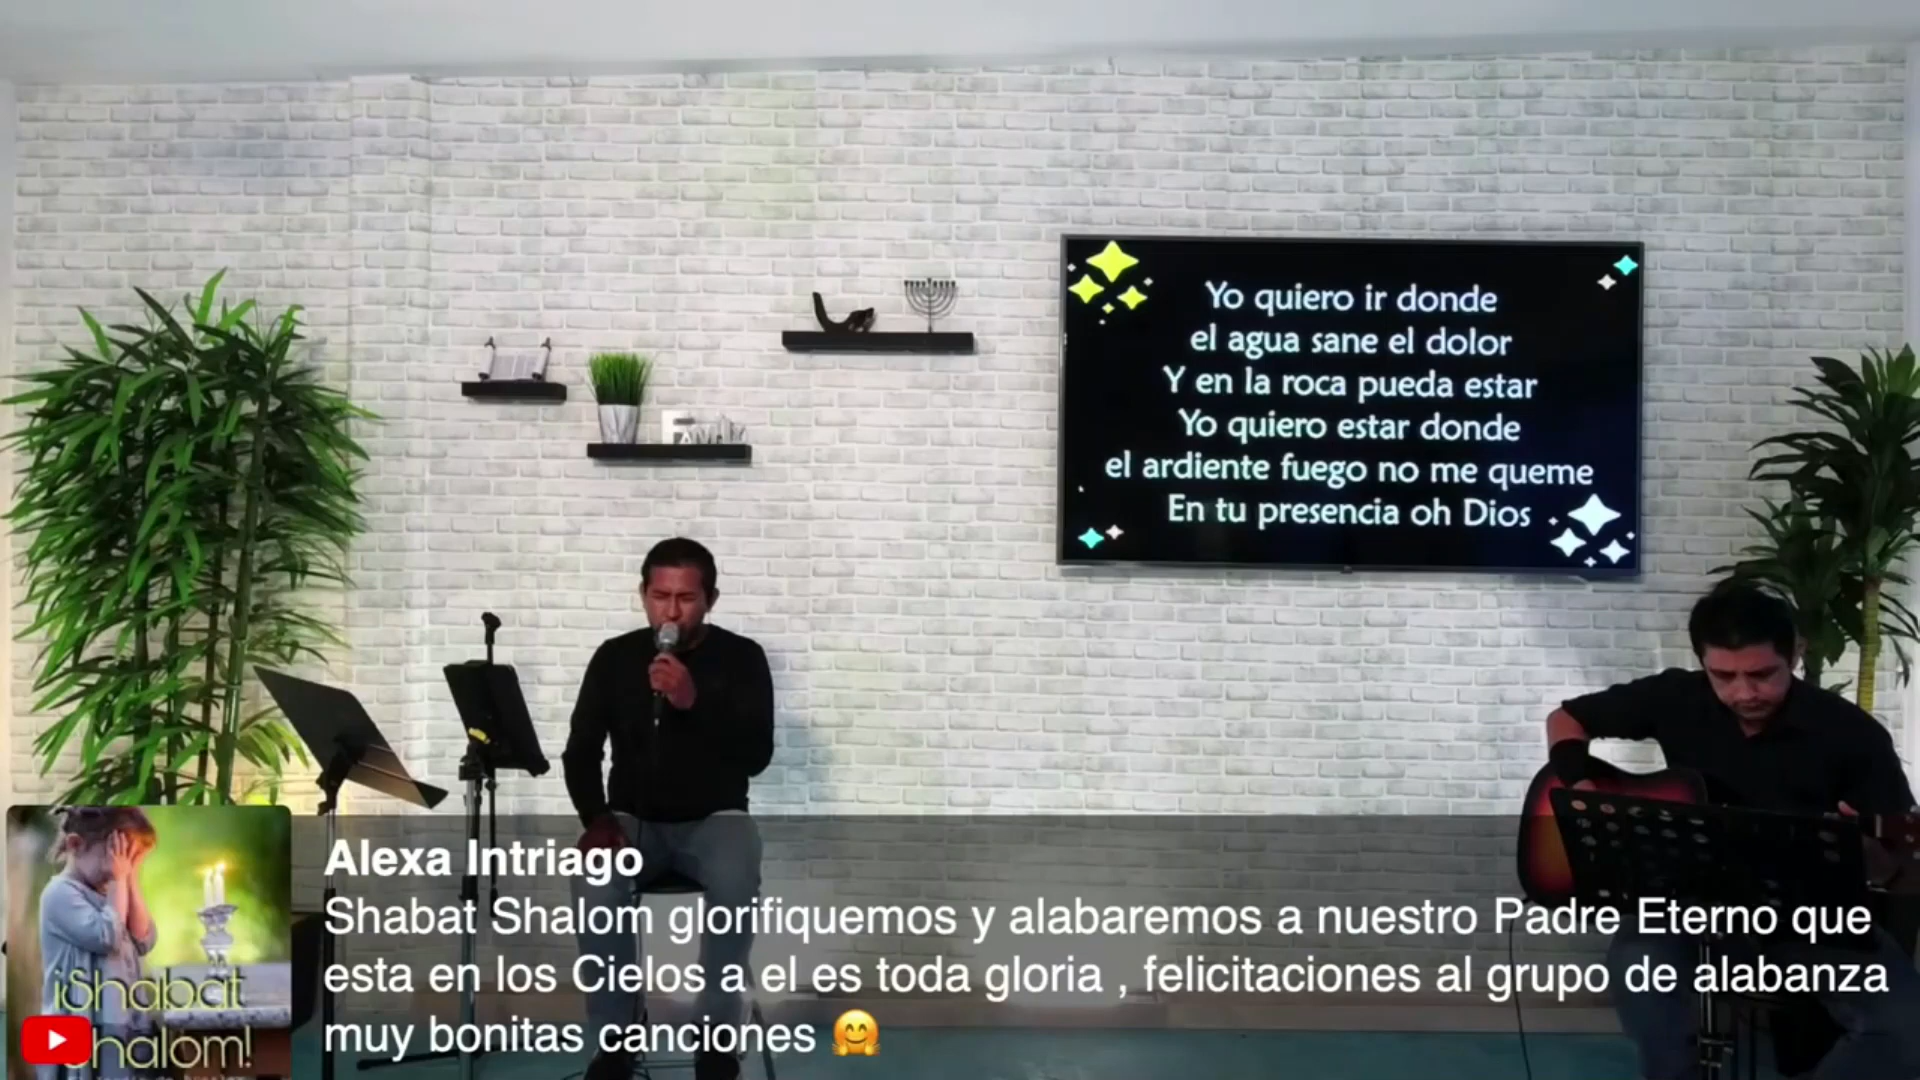 Yo quiero ir donde
el agua sane el dolor
Y en la roca pueda estar
Yo quiero estar donde
el ardiente fuego no me queme
En tu presencia oh Dios
Family
Alexa Intriago
Shabat Shalom glorifiquemos y alabaremos a nuestro Padre Eterno que
esta en los Cielos a el es toda gloria , felicitaciones al grupo de alabanza
muy bonitas canciones 🤗
¡Shabat
Shalom!